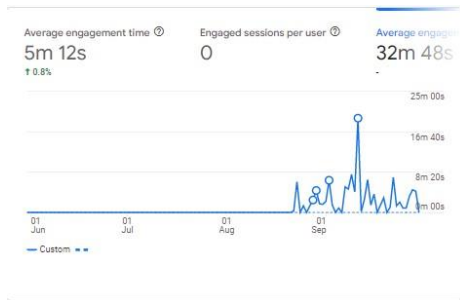 Average engagement time
5m 12s
↑ 0.8%
Engaged sessions per user
0
Average engagem
32m 48s
-
25m 00s
16m 40s
8m 20s
0m 00s
01
Jun
01
Jul
01
Aug
01
Sep
Custom